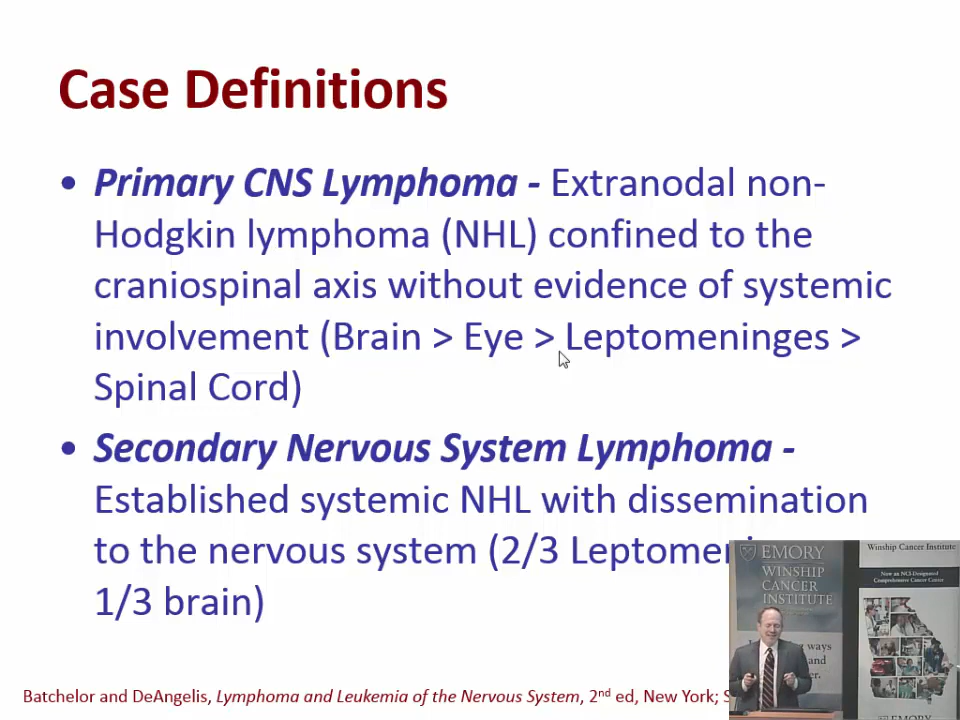 Case Definitions
• Primary CNS Lymphoma - Extranodal non-
Hodgkin lymphoma (NHL) confined to the
craniospinal axis without evidence of systemic
involvement (Brain > Eye > Leptomeninges >
Spinal Cord)
• Secondary Nervous System Lymphoma -
Established systemic NHL with dissemination
to the nervous system (2/3
1/3 brain)
Batchelor and DeAngelis, Lymphoma and Leukemia of the Nervous System, 2nd ed, New York;
EMORY
WINSHIP
CANCER
INSTITUTE
ways
and
Winship Cancer Institute
Now an NCI-Designated
Comprehensive Cancer Center
EMORY